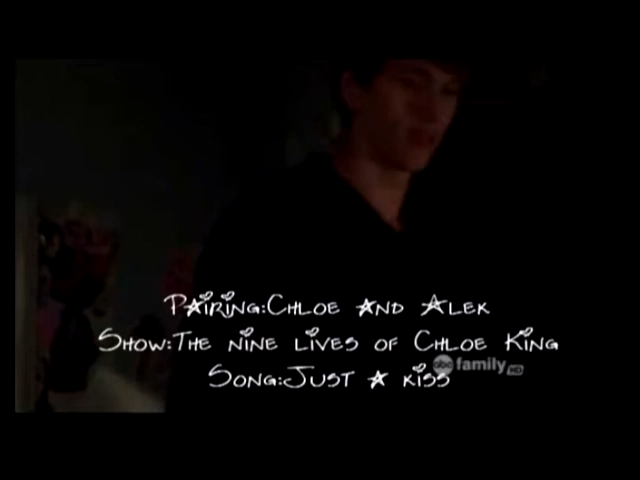 Pairing:Chloe and Alek
Show:The nine lives of Chloe King
Song:Just a kiss
abc family HD